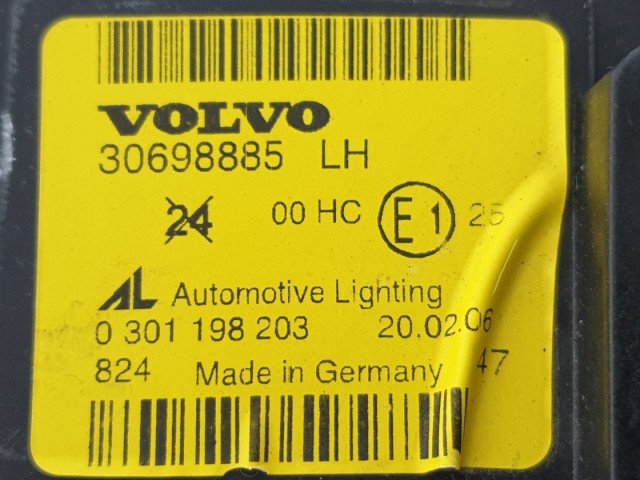 VOLVO
30698885 LH
24 00 HC E1 25
AL Automotive Lighting
0 301 198 203 20.02.06
824 Made in Germany 47